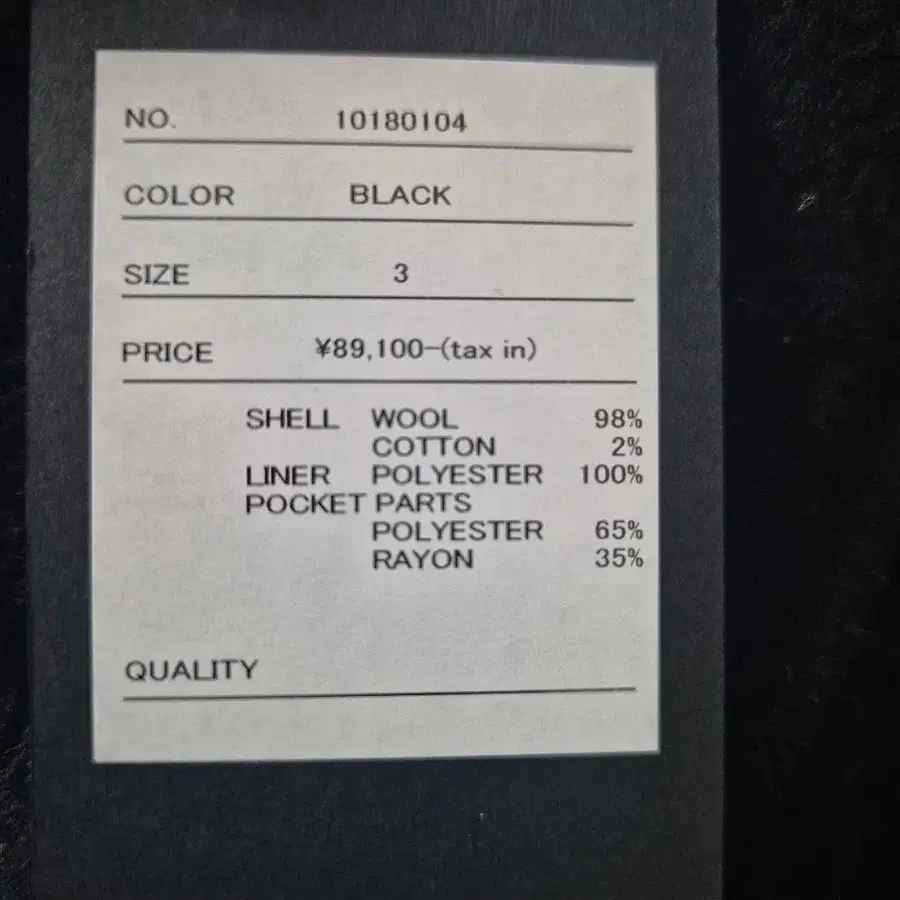 NO. 10180104
COLOR BLACK
SIZE 3
PRICE ¥89,100-(tax in)
SHELL WOOL 98%
COTTON 2%
LINER POLYESTER 100%
POCKET PARTS
POLYESTER 65%
RAYON 35%
QUALITY